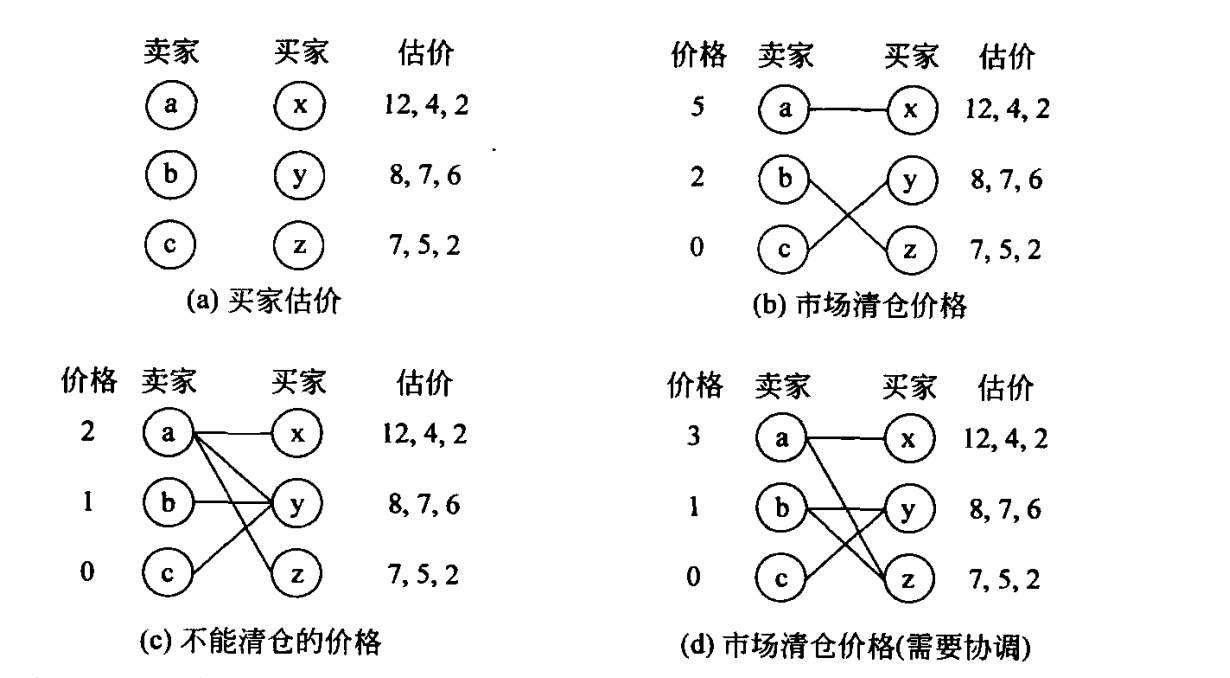 卖家 买家 估价
a x 12, 4, 2
b y 8, 7, 6
c z 7, 5, 2
(a) 买家估价
价格 卖家 买家 估价
5 a x 12, 4, 2
2 b y 8, 7, 6
0 c z 7, 5, 2
(b) 市场清仓价格
价格 卖家 买家 估价
2 a x 12, 4, 2
1 b y 8, 7, 6
0 c z 7, 5, 2
(c) 不能清仓的价格
价格 卖家 买家 估价
3 a x 12, 4, 2
1 b y 8, 7, 6
0 c z 7, 5, 2
(d) 市场清仓价格(需要协调)